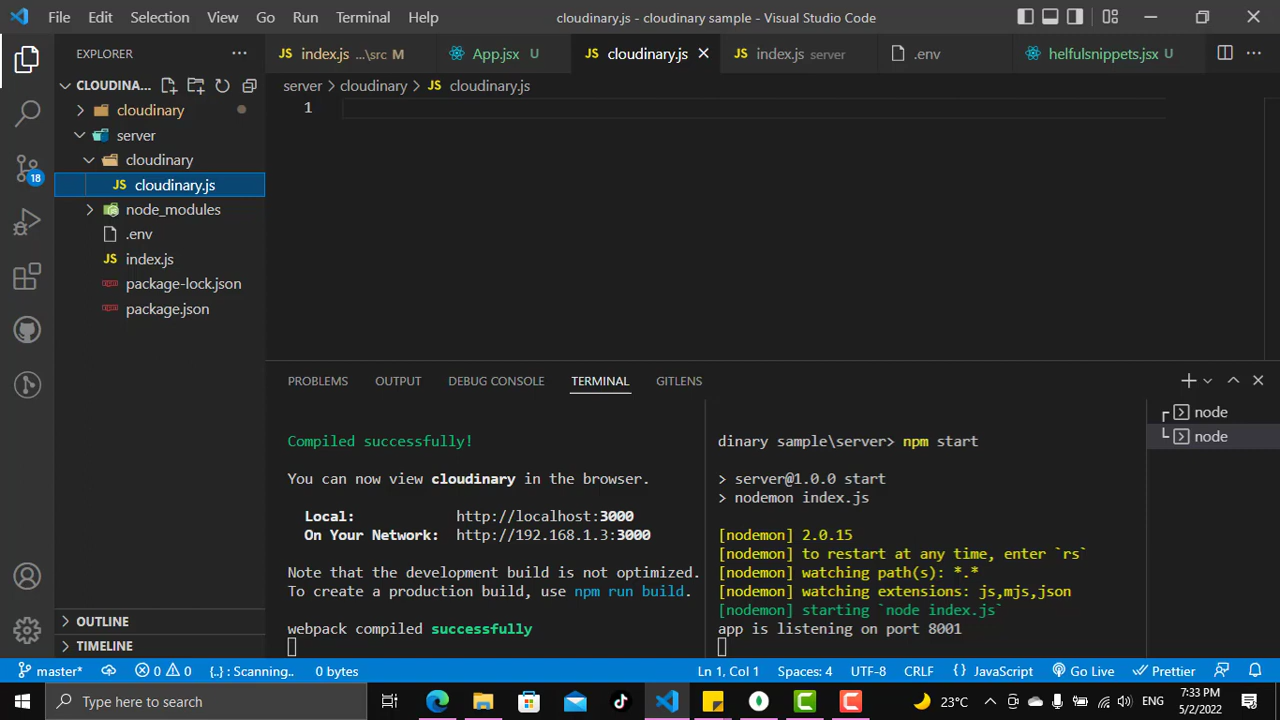 File Edit Selection View Go Run Terminal Help cloudinary.js - cloudinary sample - Visual Studio Code
EXPLORER
CLOUDINA...
cloudinary
server
cloudinary
JS cloudinary.js
node_modules
.env
JS index.js
package-lock.json
package.json
OUTLINE
TIMELINE
18
JS index.js ...\src M
App.jsx U
JS cloudinary.js
JS index.js server
.env
helfulsnippets.jsx U
server > cloudinary > JS cloudinary.js
1
PROBLEMS OUTPUT DEBUG CONSOLE TERMINAL GITLENS
Compiled successfully!
You can now view cloudinary in the browser.
Local: http://localhost:3000
On Your Network: http://192.168.1.3:3000
Note that the development build is not optimized.
To create a production build, use npm run build.
webpack compiled successfully
dinary sample\server> npm start
> server@1.0.0 start
> nodemon index.js
[nodemon] 2.0.15
[nodemon] to restart at any time, enter `rs`
[nodemon] watching path(s): *.*
[nodemon] watching extensions: js,mjs,json
[nodemon] starting `node index.js`
app is listening on port 8001
node
node
master* 0 0 {..} : Scanning.. 0 bytes Ln 1, Col 1 Spaces: 4 UTF-8 CRLF {} JavaScript Go Live Prettier
Type here to search
23°C
ENG
7:33 PM
5/2/2022